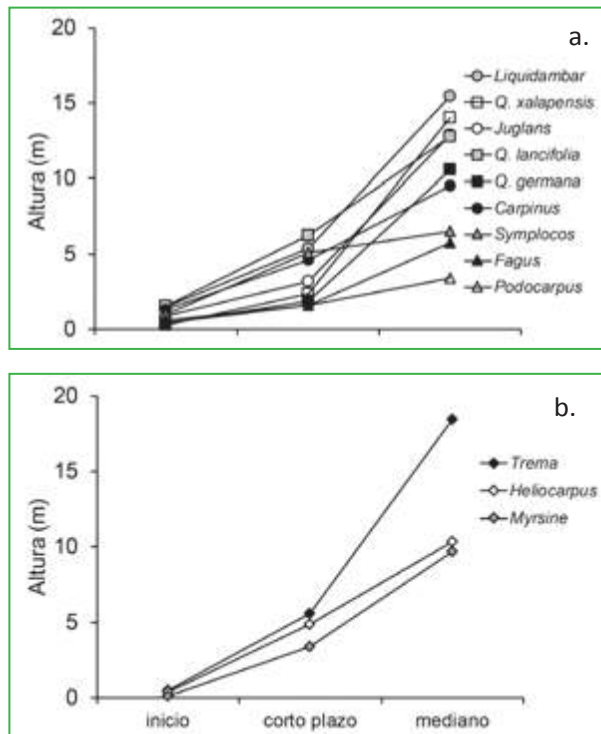 a.
20
15
10
5
0
Altura (m)
Liquidambar
Q. xalapensis
Juglans
Q. lancifolia
Q. germana
Carpinus
Symplocos
Fagus
Podocarpus
b.
20
15
10
5
0
Altura (m)
Trema
Heliocarpus
Myrsine
inicio corto plazo mediano